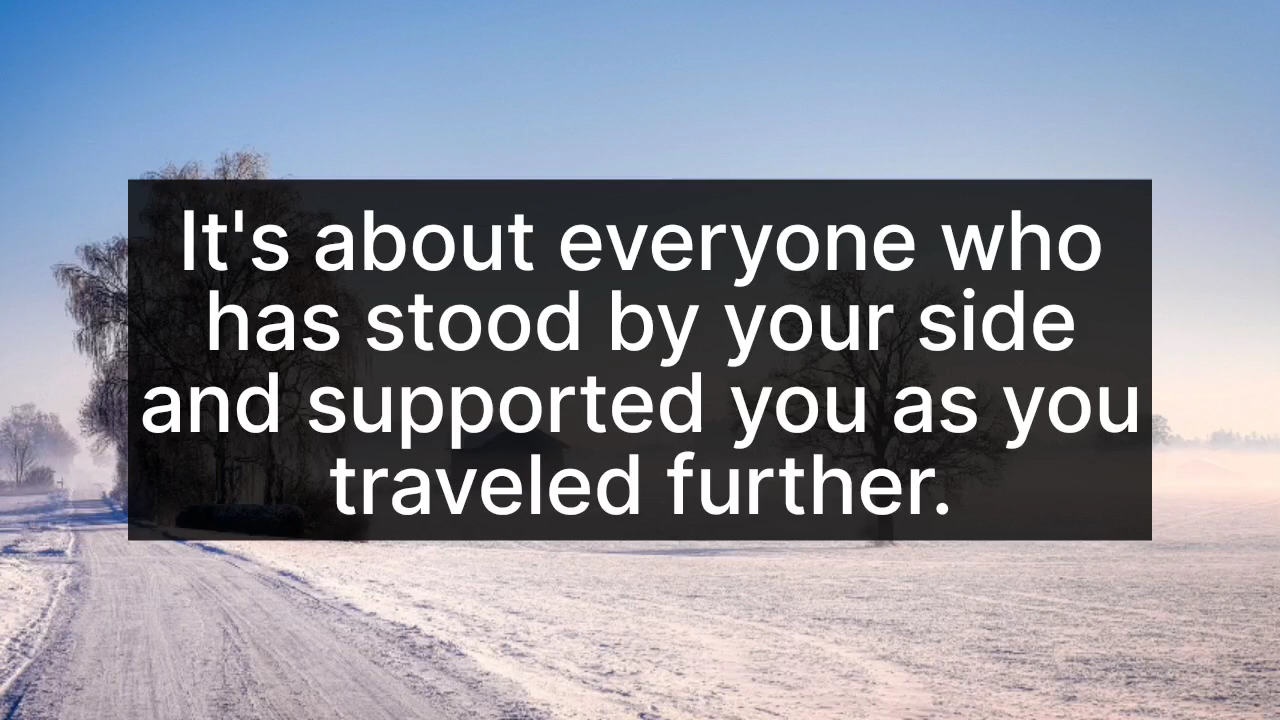 It's about everyone who
has stood by your side
and supported you as you
traveled further.